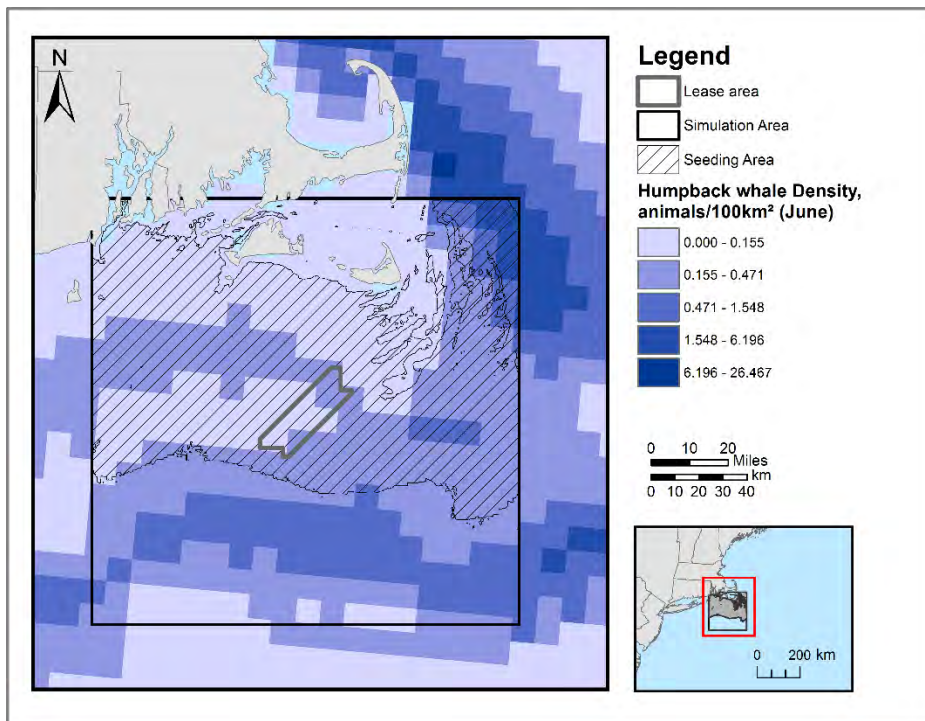 N
Legend
Lease area
Simulation Area
Seeding Area
Humpback whale Density,
animals/100km² (June)
0.000 - 0.155
0.155 - 0.471
0.471 - 1.548
1.548 - 6.196
6.196 - 26.467
0 10 20
Miles
km
0 10 20 30 40
0 200 km